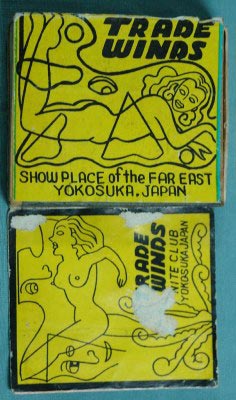 TRADE
WINDS
SHOW PLACE of the FAR EAST
YOKOSUKA, JAPAN
TRADE
WINDS
NITE CLUB
YOKOSUKA JAPAN